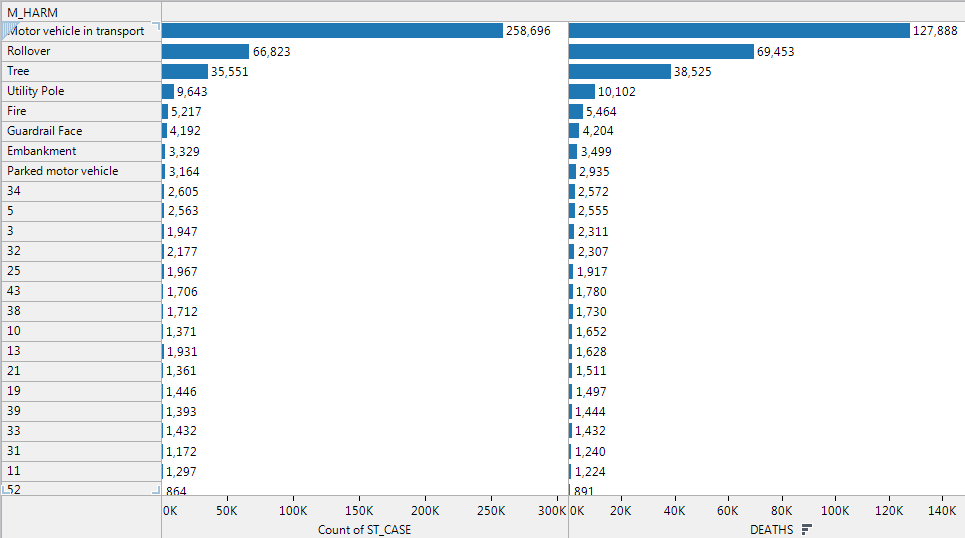 M_HARM
Motor vehicle in transport 258,696 127,888
Rollover 66,823 69,453
Tree 35,551 38,525
Utility Pole 9,643 10,102
Fire 5,217 5,464
Guardrail Face 4,192 4,204
Embankment 3,329 3,499
Parked motor vehicle 3,164 2,935
34 2,605 2,572
5 2,563 2,555
3 1,947 2,311
32 2,177 2,307
25 1,967 1,917
43 1,706 1,780
38 1,712 1,730
10 1,371 1,652
13 1,931 1,628
21 1,361 1,511
19 1,446 1,497
39 1,393 1,444
33 1,432 1,432
31 1,172 1,240
11 1,297 1,224
52 864 891
0K 50K 100K 150K 200K 250K 300K 0K 20K 40K 60K 80K 100K 120K 140K
Count of ST_CASE DEATHS